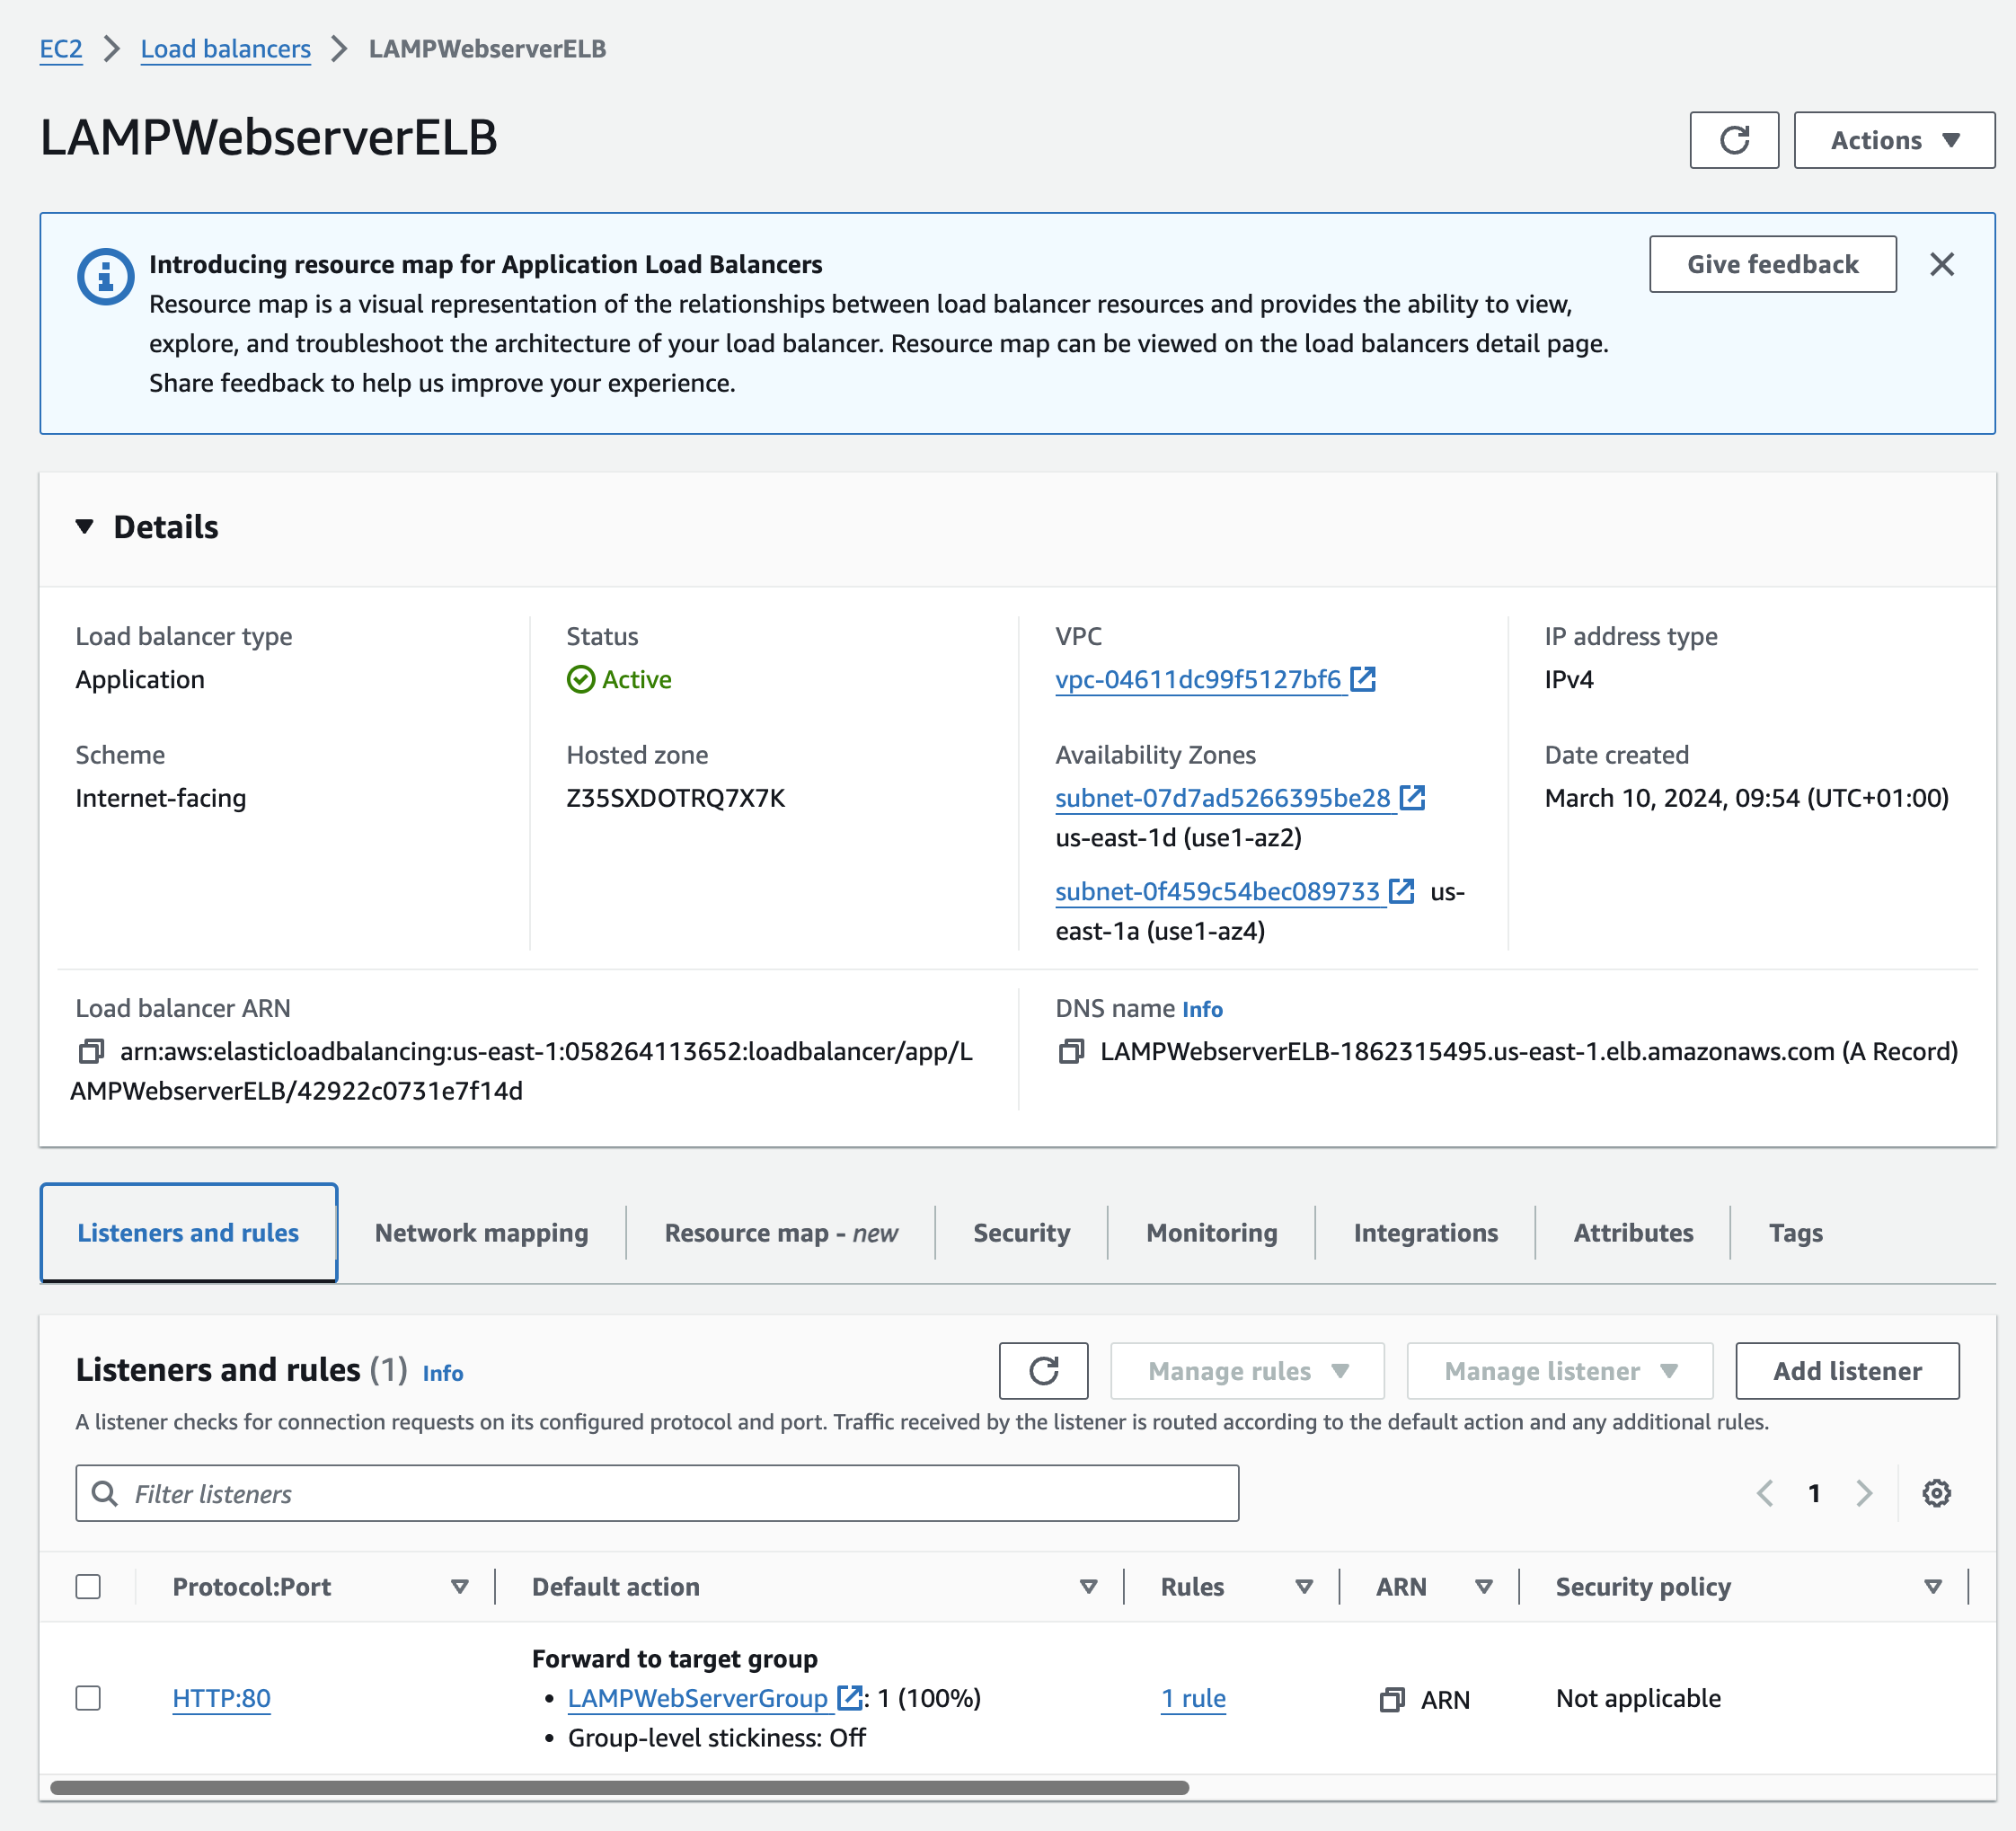 EC2 > Load balancers > LAMPWebserverELB
LAMPWebserverELB
Actions
Introducing resource map for Application Load Balancers
Give feedback
Resource map is a visual representation of the relationships between load balancer resources and provides the ability to view,
explore, and troubleshoot the architecture of your load balancer. Resource map can be viewed on the load balancers detail page.
Share feedback to help us improve your experience.
Details
Load balancer type
Application
Status
Active
VPC
vpc-04611dc99f5127bf6
IP address type
IPv4
Scheme
Internet-facing
Hosted zone
Z35SXDOTRQ7X7K
Availability Zones
subnet-07d7ad5266395be28
us-east-1d (use1-az2)
subnet-0f459c54bec089733 us-
east-1a (use1-az4)
Date created
March 10, 2024, 09:54 (UTC+01:00)
Load balancer ARN
arn:aws:elasticloadbalancing:us-east-1:058264113652:loadbalancer/app/L
AMPWebserverELB/42922c0731e7f14d
DNS name Info
LAMPWebserverELB-1862315495.us-east-1.elb.amazonaws.com (A Record)
Listeners and rules
Network mapping
Resource map - new
Security
Monitoring
Integrations
Attributes
Tags
Listeners and rules (1) Info
Manage rules
Manage listener
Add listener
A listener checks for connection requests on its configured protocol and port. Traffic received by the listener is routed according to the default action and any additional rules.
Filter listeners
1
Protocol:Port
Default action
Rules
ARN
Security policy
HTTP:80
Forward to target group
• LAMPWebServerGroup : 1 (100%)
• Group-level stickiness: Off
1 rule
ARN
Not applicable